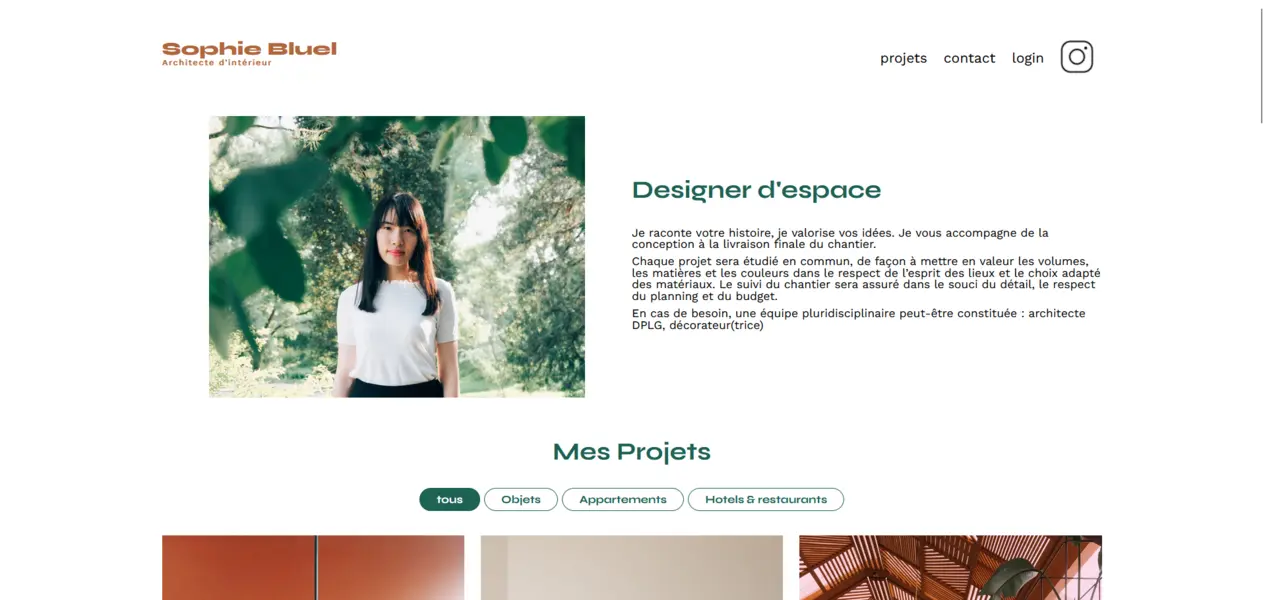 Sophie Bluel
Architecte d'intérieur
projets contact login
Designer d'espace
Je raconte votre histoire, je valorise vos idées. Je vous accompagne de la
conception à la livraison finale du chantier.
Chaque projet sera étudié en commun, de façon à mettre en valeur les volumes,
les matières et les couleurs dans le respect de l’esprit des lieux et le choix adapté
des matériaux. Le suivi du chantier sera assuré dans le souci du détail, le respect
du planning et du budget.
En cas de besoin, une équipe pluridisciplinaire peut-être constituée : architecte
DPLG, décorateur(trice)
Mes Projets
tous Objets Appartements Hotels & restaurants